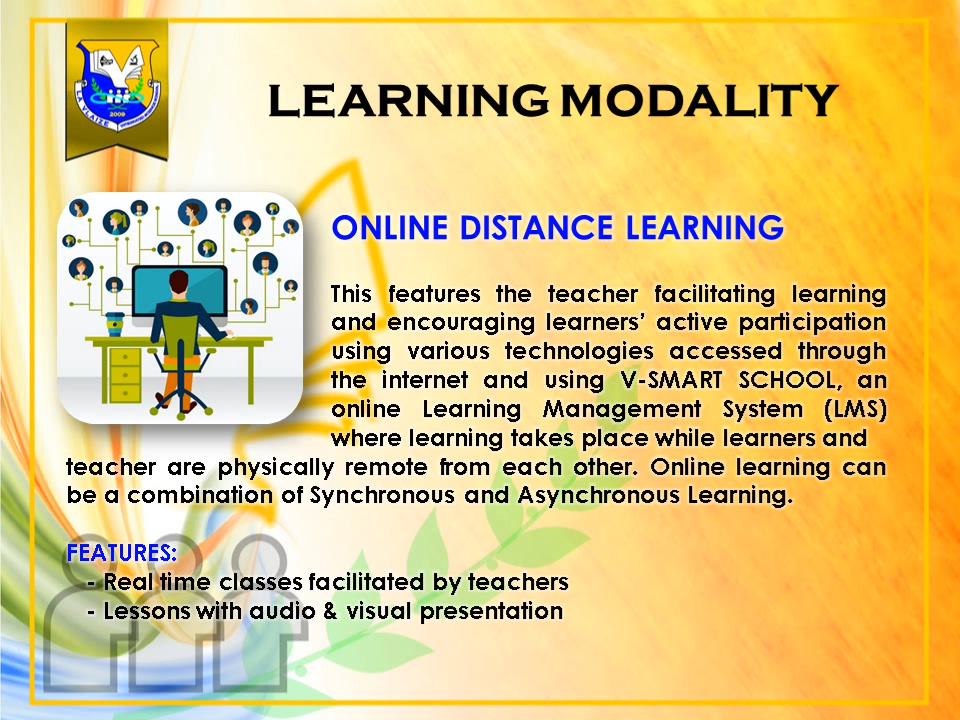 LA VLAIZE
2009
LEARNING MODALITY
ONLINE DISTANCE LEARNING
This features the teacher facilitating learning
and encouraging learners’ active participation
using various technologies accessed through
the internet and using V-SMART SCHOOL, an
online Learning Management System (LMS)
where learning takes place while learners and
teacher are physically remote from each other. Online learning can
be a combination of Synchronous and Asynchronous Learning.
FEATURES:
- Real time classes facilitated by teachers
- Lessons with audio & visual presentation